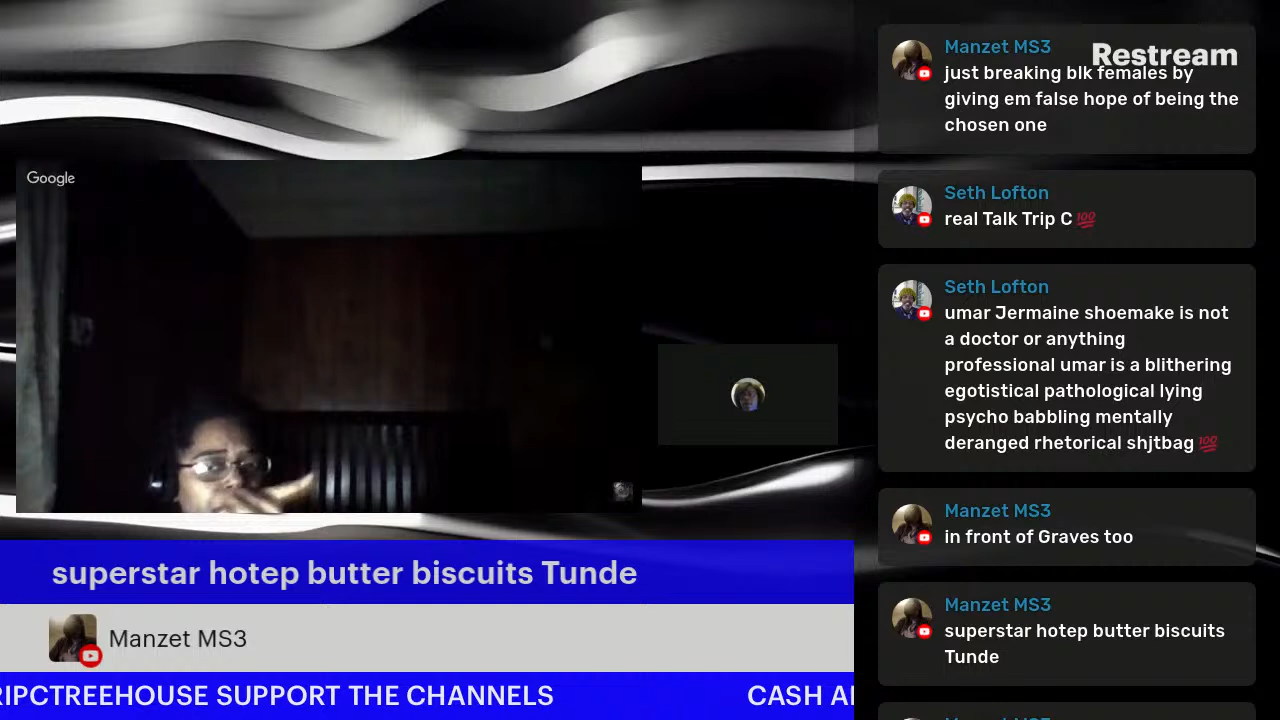 Manzet MS3
Restream
just breaking blk females by
giving em false hope of being the
chosen one
Seth Lofton
real Talk Trip C 💯
Seth Lofton
umar Jermaine shoemake is not
a doctor or anything
professional umar is a blithering
egotistical pathological lying
psycho babbling mentally
deranged rhetorical shjtbag 💯
Manzet MS3
in front of Graves too
Manzet MS3
superstar hotep butter biscuits
Tunde
Google
superstar hotep butter biscuits Tunde
Manzet MS3
RIPCTREEHOUSE SUPPORT THE CHANNELS CASH